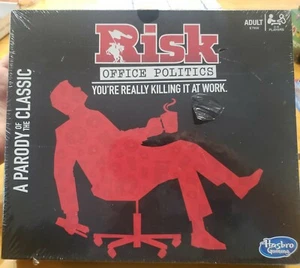 Risk
OFFICE POLITICS
YOU'RE REALLY KILLING IT AT WORK.
A PARODY OF THE CLASSIC
ADULT
Hasbro
Gaming